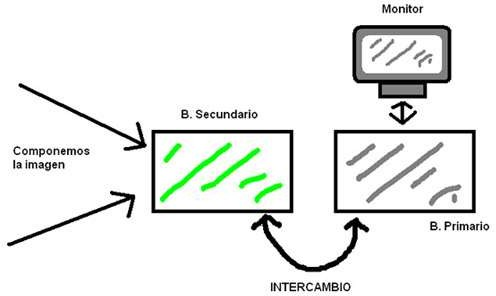 Monitor
B. Secundario
Componemos
la imagen
B. Primario
INTERCAMBIO